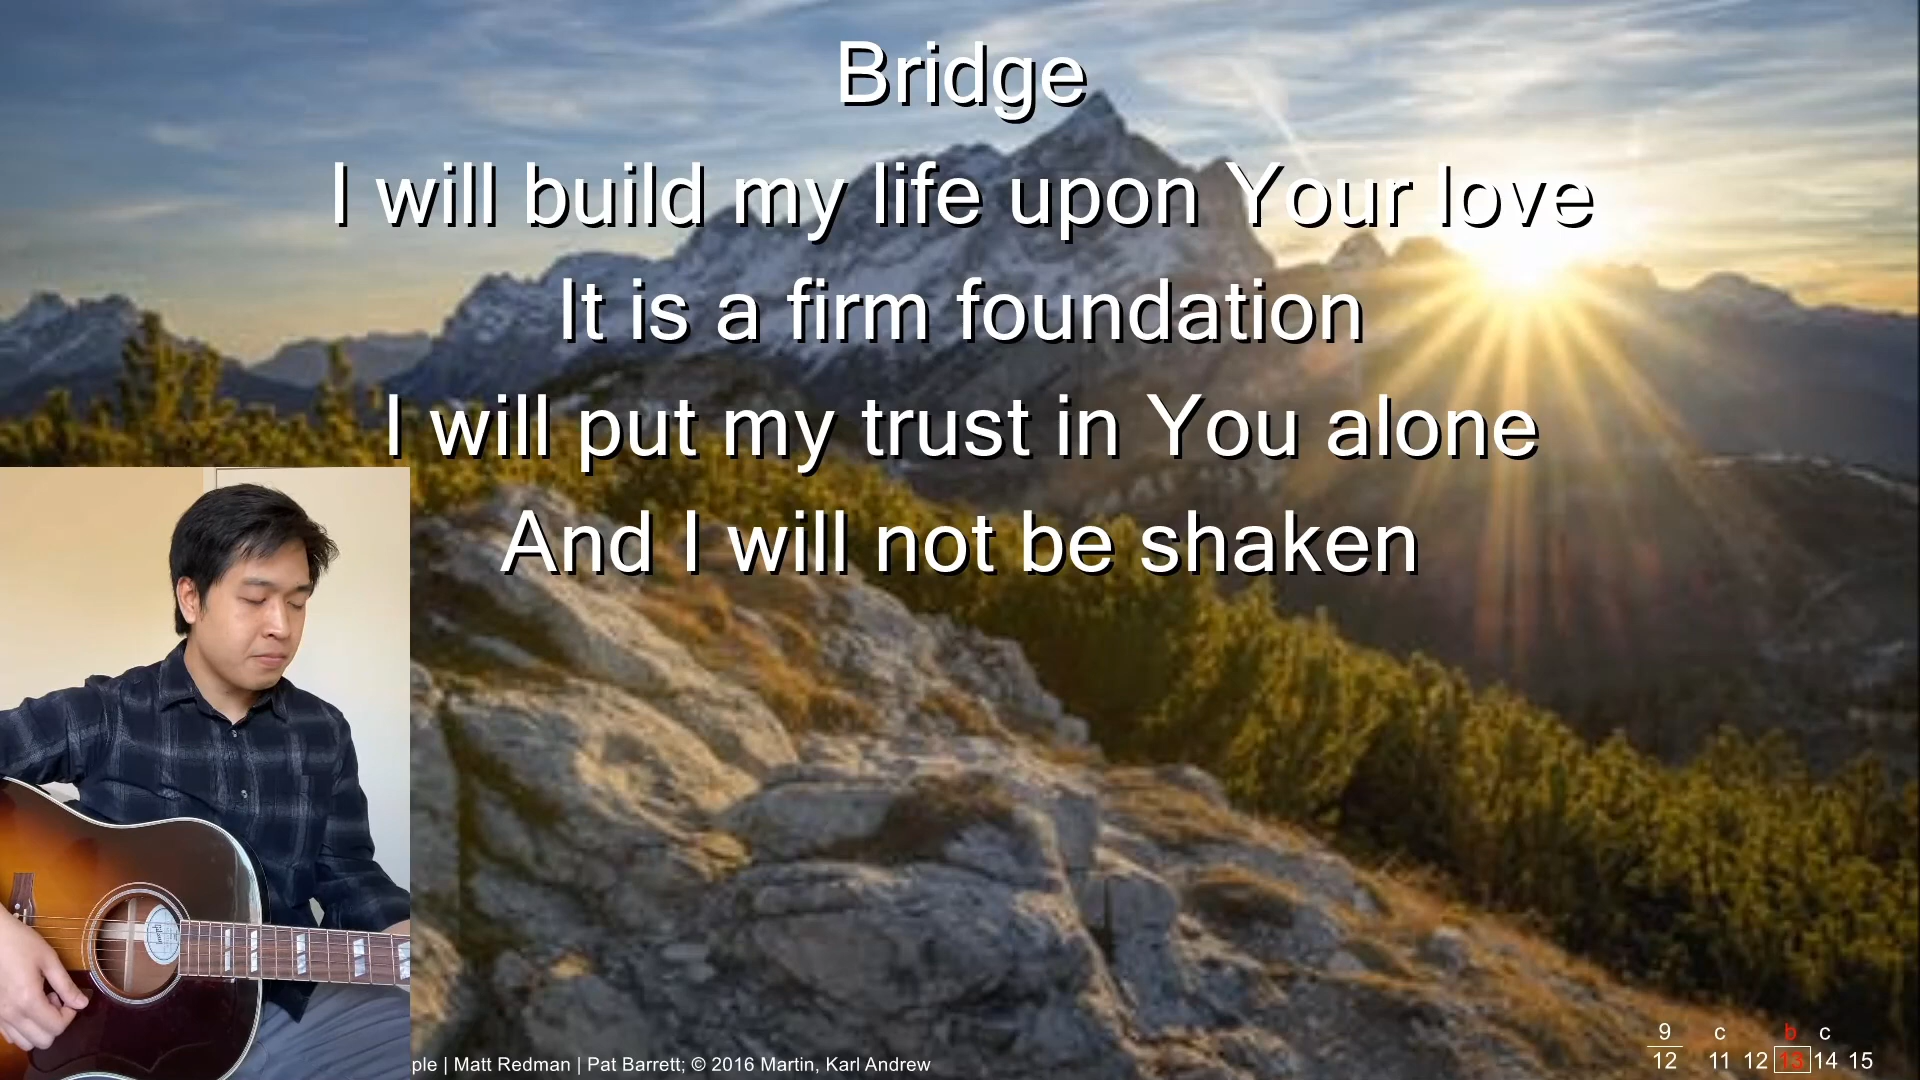 Bridge
I will build my life upon Your love
It is a firm foundation
I will put my trust in You alone
And I will not be shaken
ple | Matt Redman | Pat Barrett; © 2016 Martin, Karl Andrew
9 c b c
12 11 12 13 14 15